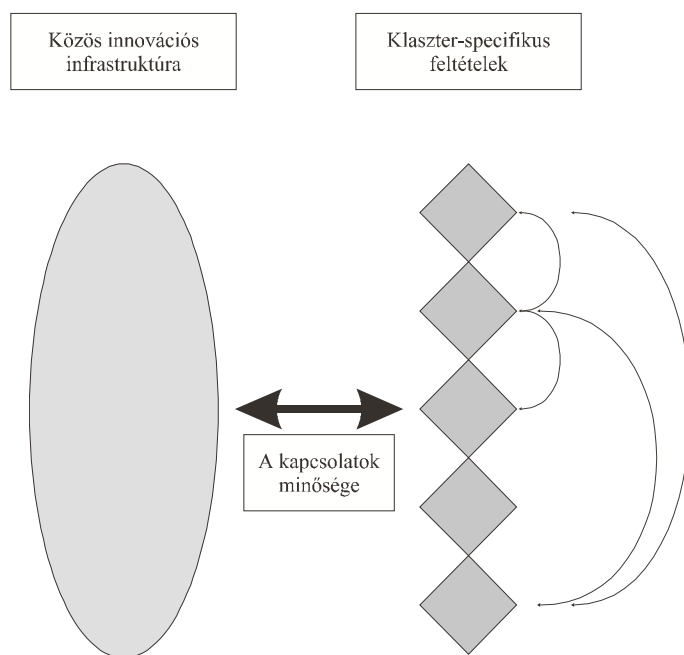 Közös innovációs
infrastruktúra
Klaszter-specifikus
feltételek
A kapcsolatok
minősége